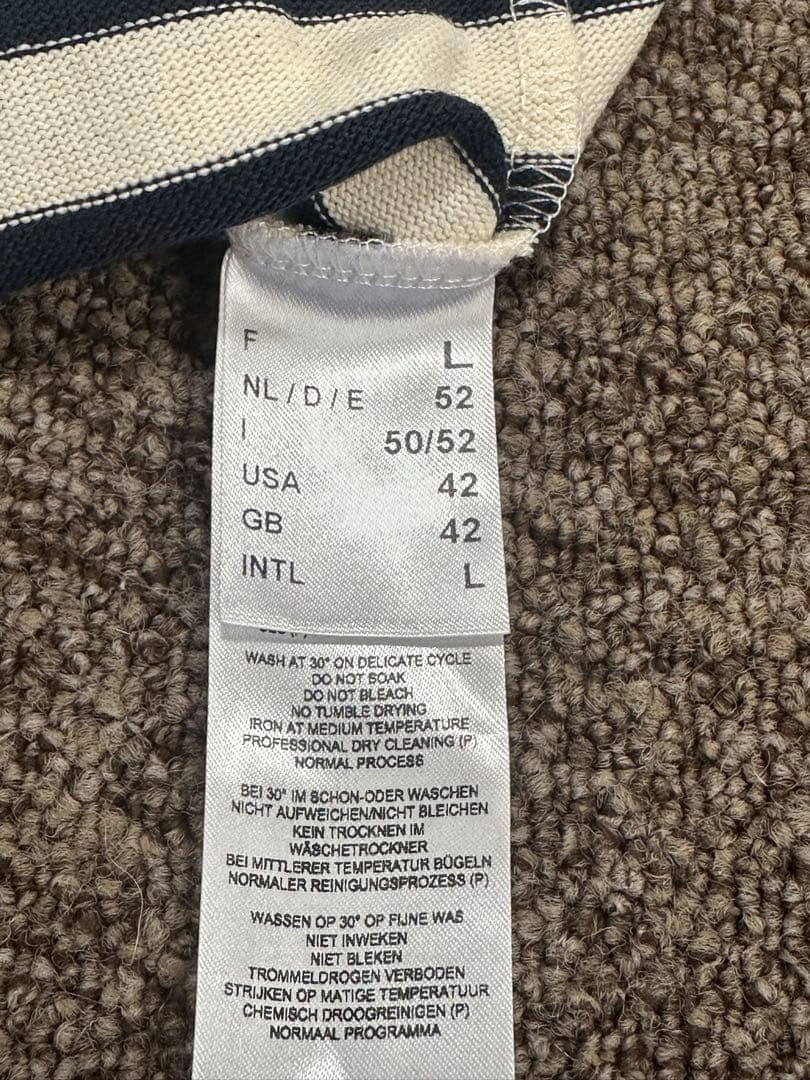 F L
NL / D / E 52
I 50/52
USA 42
GB 42
INTL L
WASH AT 30° ON DELICATE CYCLE
DO NOT SOAK
DO NOT BLEACH
NO TUMBLE DRYING
IRON AT MEDIUM TEMPERATURE
PROFESSIONAL DRY CLEANING (P)
NORMAL PROCESS
BEI 30° IM SCHON-ODER WASCHEN
NICHT AUFWEICHEN/NICHT BLEICHEN
KEIN TROCKNEN IM
WÄSCHETROCKNER
BEI MITTLERER TEMPERATUR BÜGELN
NORMALER REINIGUNGSPROZESS (P)
WASSEN OP 30° OP FIJNE WAS
NIET INWEKEN
NIET BLEKEN
TROMMELDROGEN VERBODEN
STRIJKEN OP MATIGE TEMPERATUUR
CHEMISCH DROOGREINIGEN (P)
NORMAAL PROGRAMMA